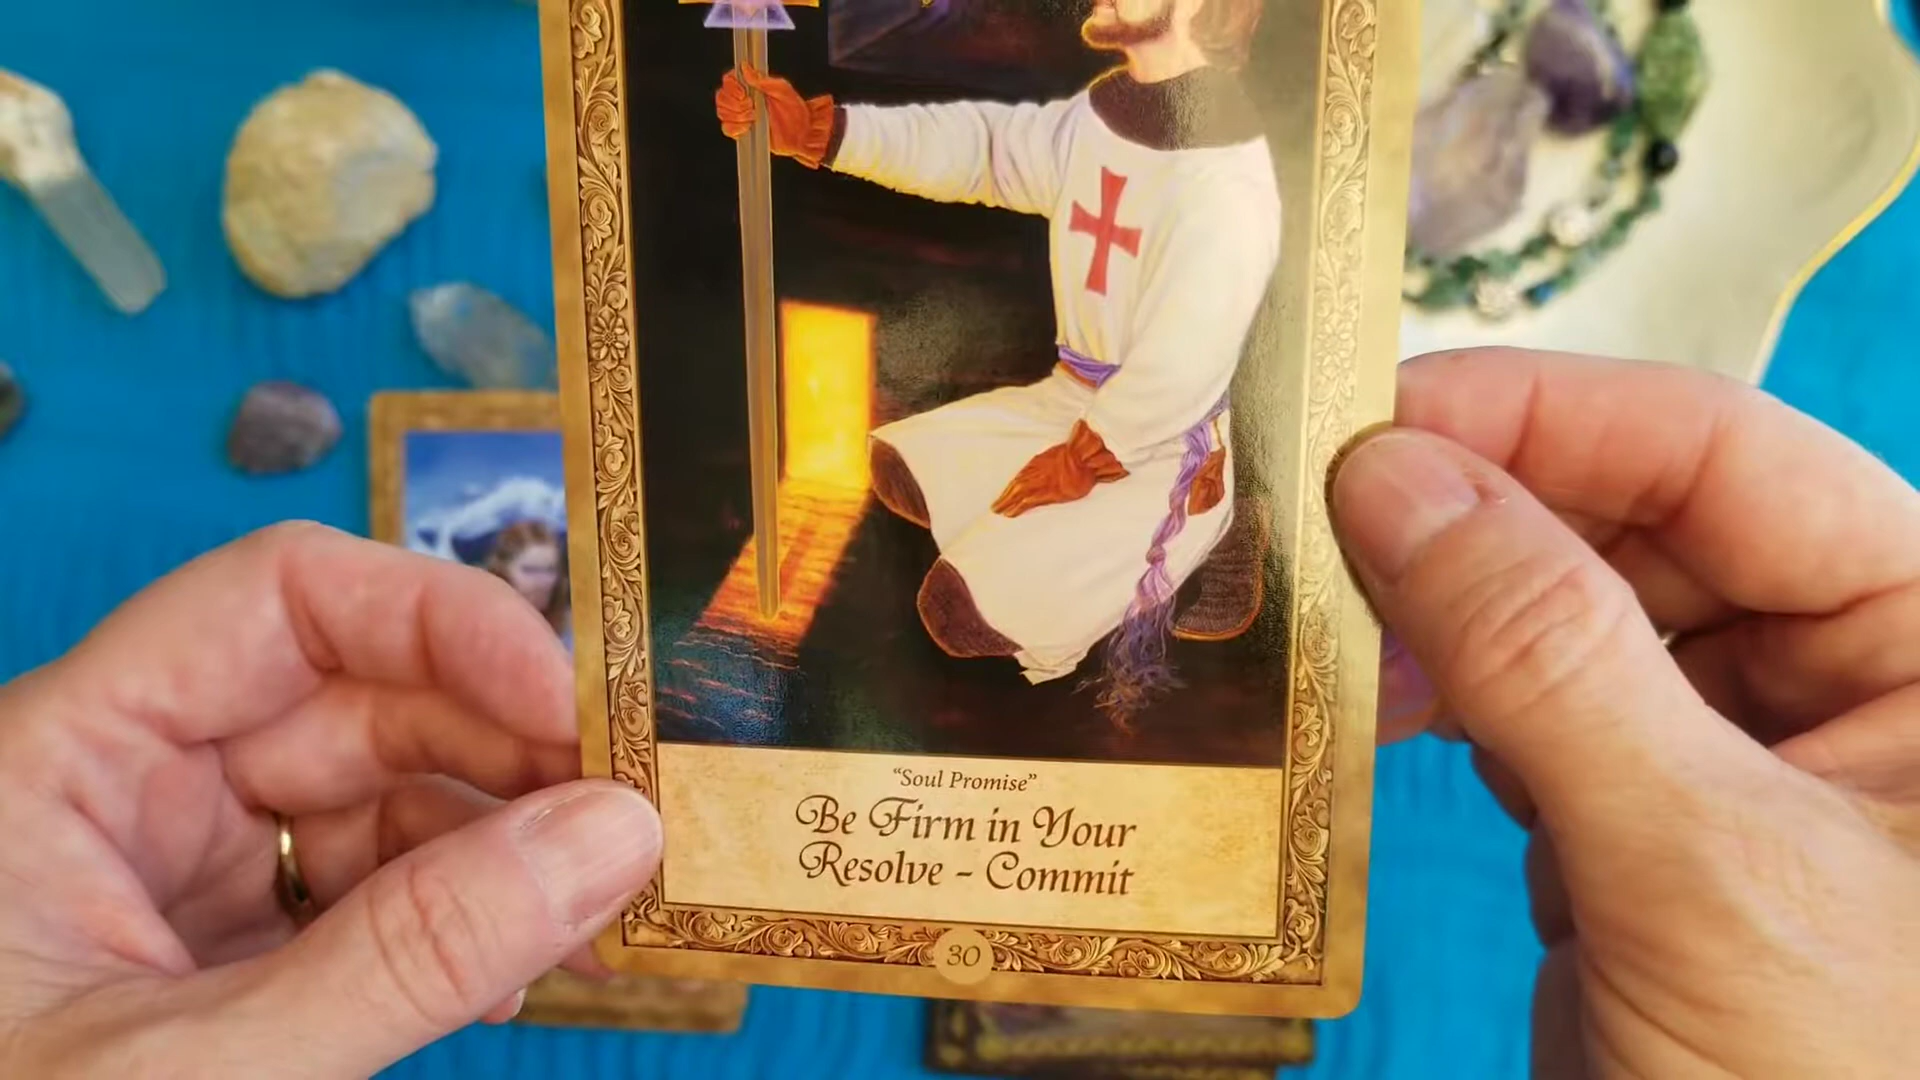 “Soul Promise”
Be Firm in Your
Resolve – Commit
30